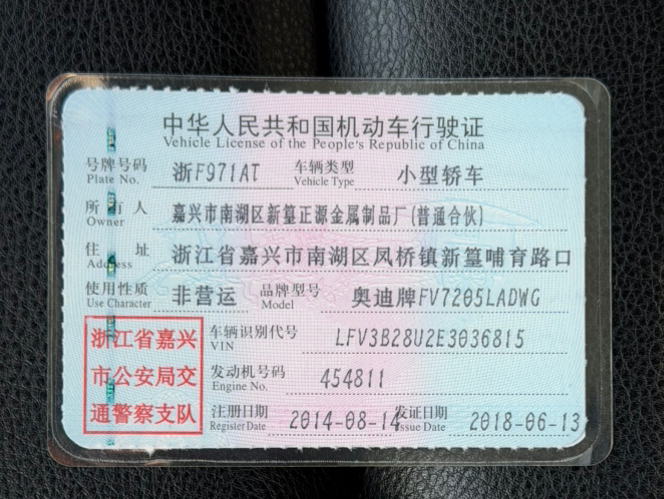 中华人民共和国机动车行驶证
Vehicle License of the People's Republic of China
号牌号码 浙F971AT 车辆类型 小型轿车
Plate No. Vehicle Type
所有人 嘉兴市南湖区新篁正源金属制品厂(普通合伙)
Owner
住址 浙江省嘉兴市南湖区凤桥镇新篁哺育路口
Address
使用性质 非营运 品牌型号 奥迪牌FV7205LADWG
Use Character Model
浙江省嘉兴 车辆识别代号 LFV3B28U2E3036815
VIN
市公安局交 发动机号码 454811
Engine No.
通警察支队 注册日期 2014-08-14 发证日期 2018-06-13
Register Date Issue Date